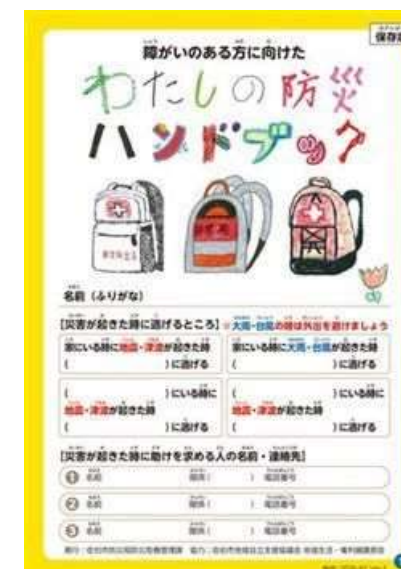 保存
障がいのある方に向けた
わたしの防災
ハンドブック
名前（ふりがな）
【災害が起きた時に逃げるところ】※大雨・台風の時は外出を避けましょう
家にいる時に地震・津波が起きた時
（　）に逃げる
家にいる時に大雨・台風が起きた時
（　）に逃げる
（　）にいる時に
地震・津波が起きた時
（　）に逃げる
（　）にいる時に
地震・津波が起きた時
（　）に逃げる
【災害が起きた時に助けを求める人の名前・連絡先】
① 名前　関係（　）電話番号
② 名前　関係（　）電話番号
③ 名前　関係（　）電話番号